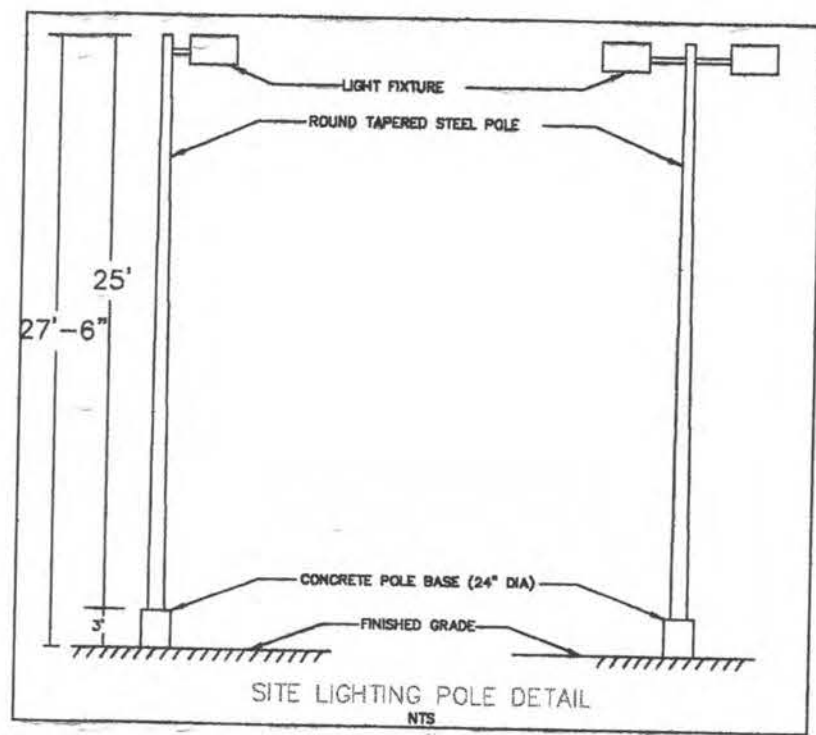 LIGHT FIXTURE
ROUND TAPERED STEEL POLE
25'
27'-6"
CONCRETE POLE BASE (24" DIA)
3'
FINISHED GRADE
SITE LIGHTING POLE DETAIL
NTS